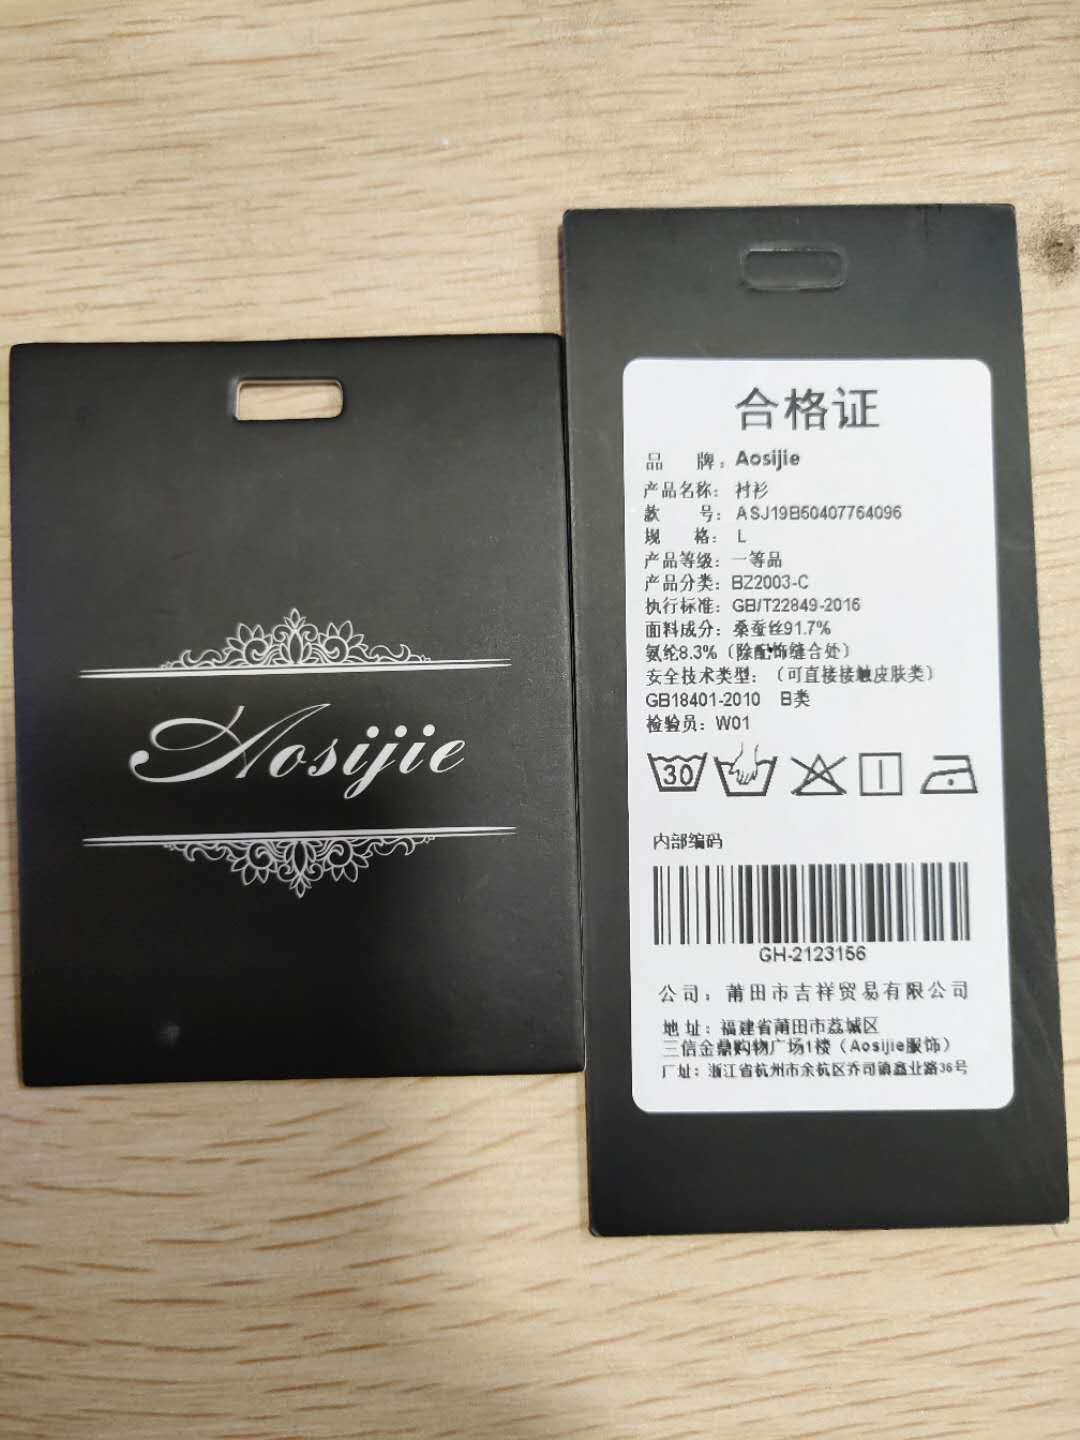 Aosijie
合格证
品 牌：Aosijie
产品名称： 衬衫
款 号： ASJ19B50407764096
规 格： L
产品等级：一等品
产品分类：BZ2003-C
执行标准：GB/T22849-2016
面料成分：桑蚕丝91.7%
氨纶8.3%（除配饰缝合处）
安全技术类型：（可直接接触皮肤类）
GB18401-2010 B类
检验员：W01
30
内部编码
GH-2123156
公司：莆田市吉祥贸易有限公司
地 址：福建省莆田市荔城区
三信金鼎购物广场1楼（Aosijie服饰）
厂址：浙江省杭州市余杭区乔司镇鑫业路36号